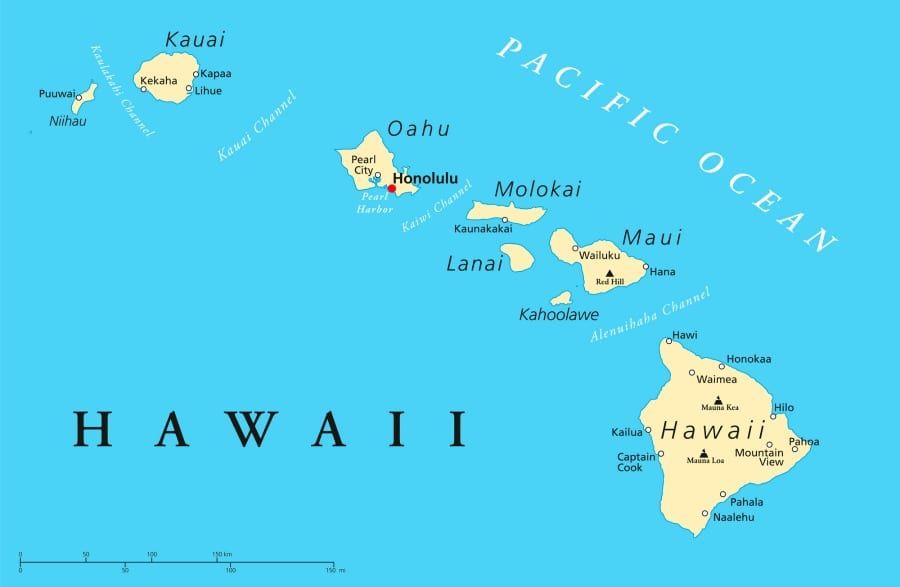 Kauai
PACIFIC OCEAN
Kaulakahi Channel
Kapaa
Kekaha
Lihue
Puuwai
Niihau
Kauai Channel
Oahu
Pearl
City
Honolulu
Pearl
Harbor
Kaiwi Channel
Molokai
Kaunakakai
Maui
Wailuku
Lanai
Hana
Red Hill
Kahoolawe
Alenuihaha Channel
Hawi
Honokaa
Waimea
Mauna Kea
Hilo
HAWAII
Kailua
Hawaii
Pahoa
Mountain
View
Captain
Cook
Mauna Loa
Pahala
Naalehu
0 50 100 150 km
0 50 100 150 mi